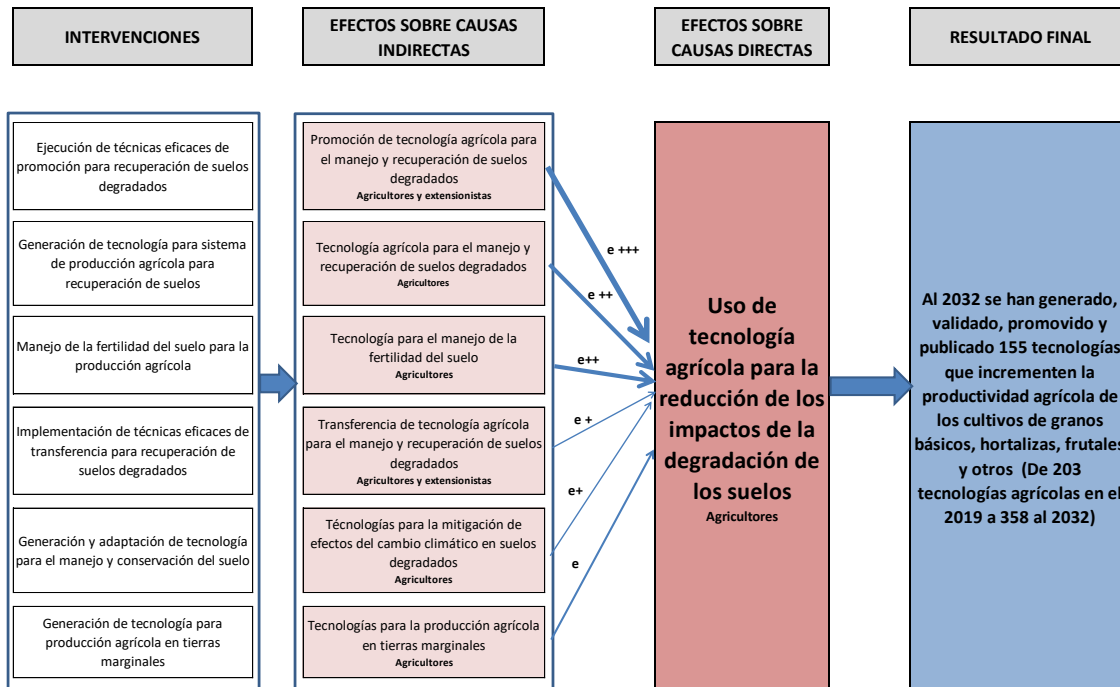 INTERVENCIONES
EFECTOS SOBRE CAUSAS
INDIRECTAS
EFECTOS SOBRE
CAUSAS DIRECTAS
RESULTADO FINAL
Ejecución de técnicas eficaces de
promoción para recuperación de suelos
degradados
Generación de tecnología para sistema
de producción agrícola para
recuperación de suelos
Manejo de la fertilidad del suelo para la
producción agrícola
Implementación de técnicas eficaces de
transferencia para recuperación de
suelos degradados
Generación y adaptación de tecnología
para el manejo y conservación del suelo
Generación de tecnología para
producción agrícola en tierras
marginales
Promoción de tecnología agrícola para
el manejo y recuperación de suelos
degradados
Agricultores y extensionistas
Tecnología agrícola para el manejo y
recuperación de suelos degradados
Agricultores
Tecnología para el manejo de la
fertilidad del suelo
Agricultores
Transferencia de tecnología agrícola
para el manejo y recuperación de suelos
degradados
Agricultores y extensionistas
Técnologías para la mitigación de
efectos del cambio climático en suelos
degradados
Agricultores
Tecnologías para la producción agrícola
en tierras marginales
Agricultores
e +++
e ++
e++
e +
e+
e
Uso de
tecnología
agrícola para la
reducción de los
impactos de la
degradación de
los suelos
Agricultores
Al 2032 se han generado,
validado, promovido y
publicado 155 tecnologías
que incrementen la
productividad agrícola de
los cultivos de granos
básicos, hortalizas, frutales
y otros (De 203
tecnologías agrícolas en el
2019 a 358 al 2032)